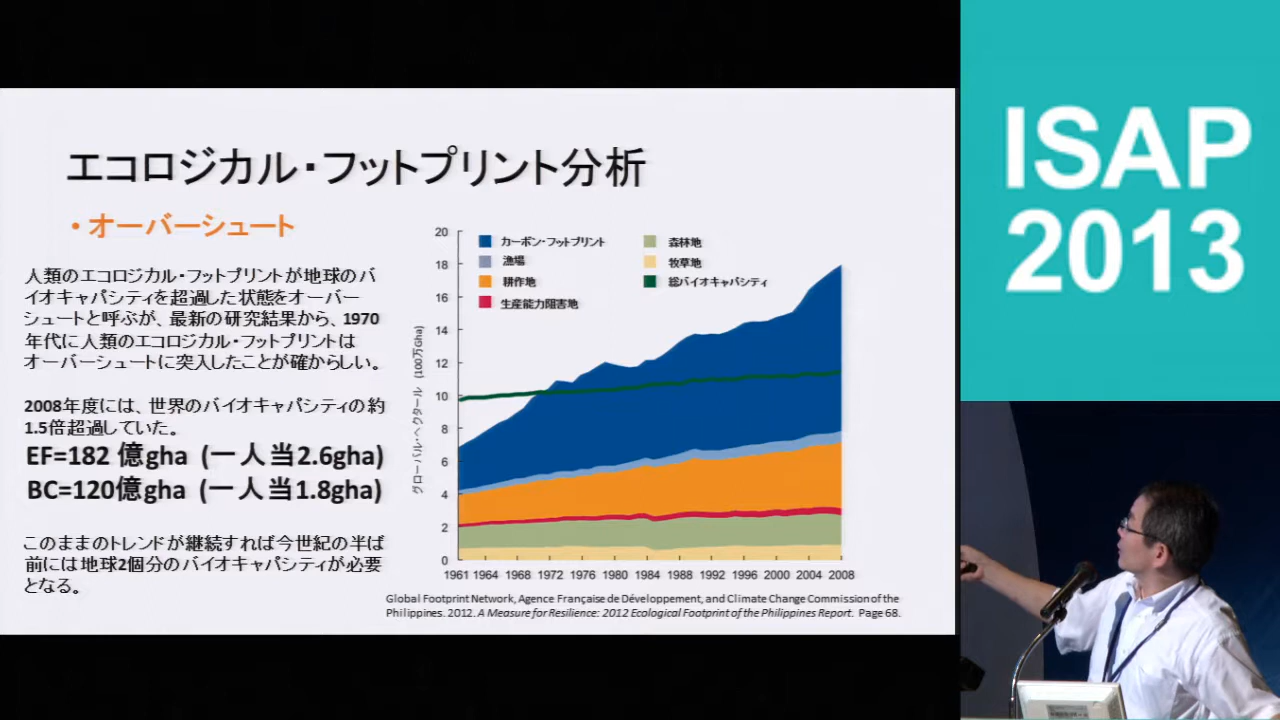 エコロジカル・フットプリント分析
・オーバーシュート
人類のエコロジカル・フットプリントが地球のバ
イオキャパシティを超過した状態をオーバー
シュートと呼ぶが、最新の研究結果から、1970
年代に人類のエコロジカル・フットプリントは
オーバーシュートに突入したことが確からしい。
2008年度には、世界のバイオキャパシティの約
1.5倍超過していた。
EF=182 億gha (一人当2.6gha)
BC=120億gha (一人当1.8gha)
このままのトレンドが継続すれば今世紀の半ば
前には地球2個分のバイオキャパシティが必要
となる。
グローバル・ヘクタール (100万Gha)
20
18
16
14
12
10
8
6
4
2
0
カーボン・フットプリント
漁場
耕作地
生産能力阻害地
森林地
牧草地
総バイオキャパシティ
1961 1964 1968 1972 1976 1980 1984 1988 1992 1996 2000 2004 2008
Global Footprint Network, Agence Française de Développement, and Climate Change Commission of the
Philippines. 2012. A Measure for Resilience: 2012 Ecological Footprint of the Philippines Report. Page 68.
ISAP
2013